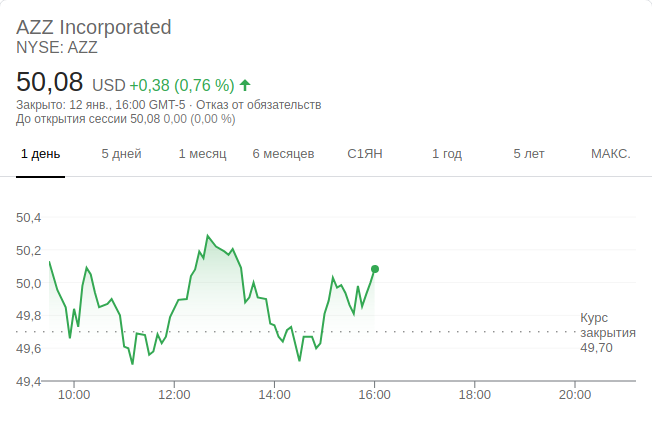 AZZ Incorporated
NYSE: AZZ
50,08 USD +0,38 (0,76 %)
Закрыто: 12 янв., 16:00 GMT-5 · Отказ от обязательств
До открытия сессии 50,08 0,00 (0,00 %)
1 день 5 дней 1 месяц 6 месяцев С1ЯН 1 год 5 лет МАКС.
50,4
50,2
50,0
49,8
49,6
49,4
Курс
закрытия
49,70
10:00 12:00 14:00 16:00 18:00 20:00